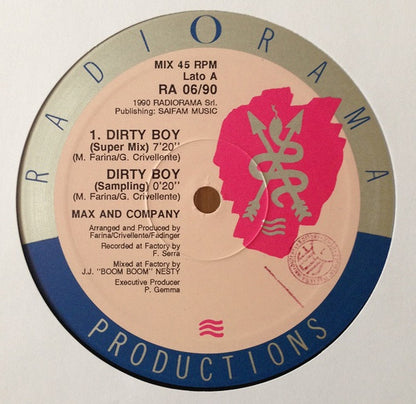 RADIORAMA
MIX 45 RPM
Lato A
RA 06/90
1990 RADIORAMA Srl.
Publishing: SAIFAM MUSIC
1. DIRTY BOY
(Super Mix) 7'20"
(M. Farina/G. Crivellente)
DIRTY BOY
(Sampling) 0'20"
(M. Farina/G. Crivellente)
MAX AND COMPANY
Arranged and Produced by
Farina/Crivellente/Fadinger
Recorded at Factory by
F. Serra
Mixed at Factory by
J.J. "BOOM BOOM" NESTY
Executive Producer
P. Gemma
PRODUCTIONS